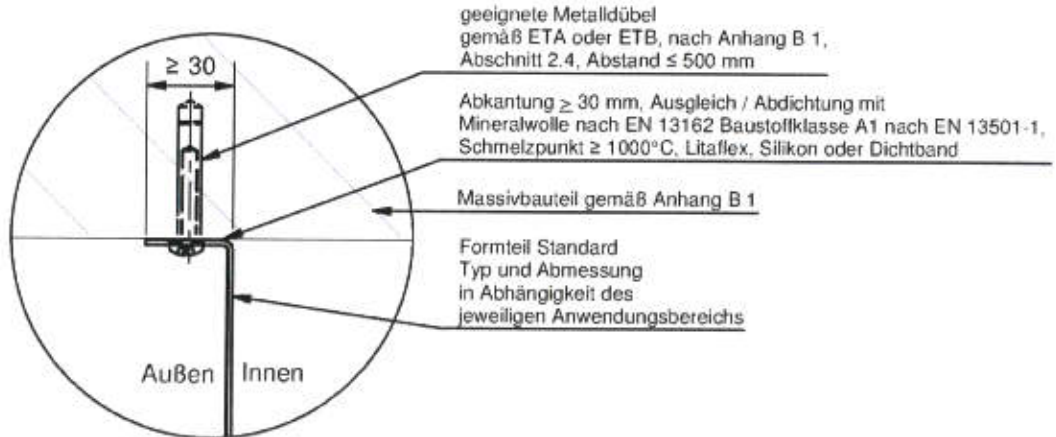 geeignete Metalldübel
gemäß ETA oder ETB, nach Anhang B 1,
Abschnitt 2.4, Abstand ≤ 500 mm
≥ 30
Abkantung ≥ 30 mm, Ausgleich / Abdichtung mit
Mineralwolle nach EN 13162 Baustoffklasse A1 nach EN 13501-1,
Schmelzpunkt ≥ 1000°C, Litaflex, Silikon oder Dichtband
Massivbauteil gemäß Anhang B 1
Formteil Standard
Typ und Abmessung
in Abhängigkeit des
jeweiligen Anwendungsbereichs
Außen Innen